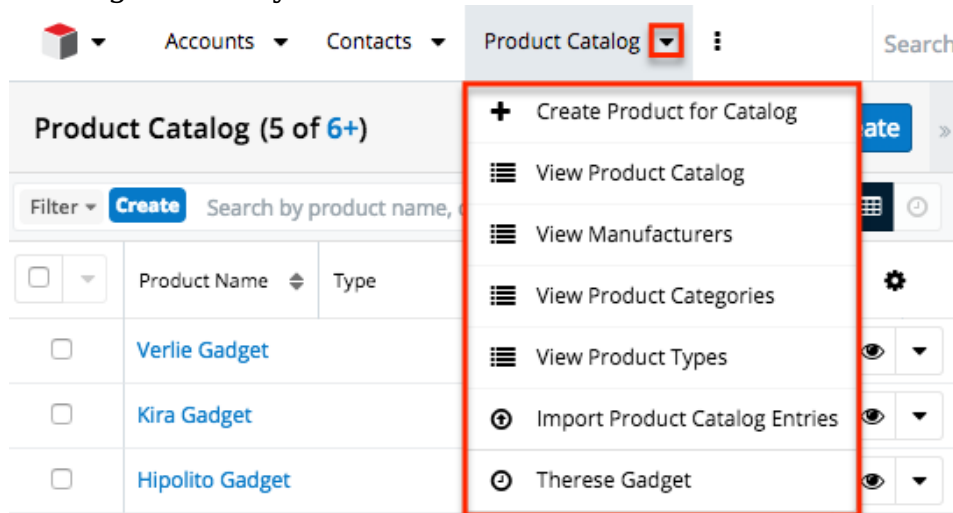 Accounts Contacts Product Catalog Search
Product Catalog (5 of 6+)
Create Product for Catalog
View Product Catalog
Filter Create Search by product name,
View Manufacturers
Product Name Type
View Product Categories
Verlie Gadget
View Product Types
Kira Gadget
Import Product Catalog Entries
Hipolito Gadget
Therese Gadget